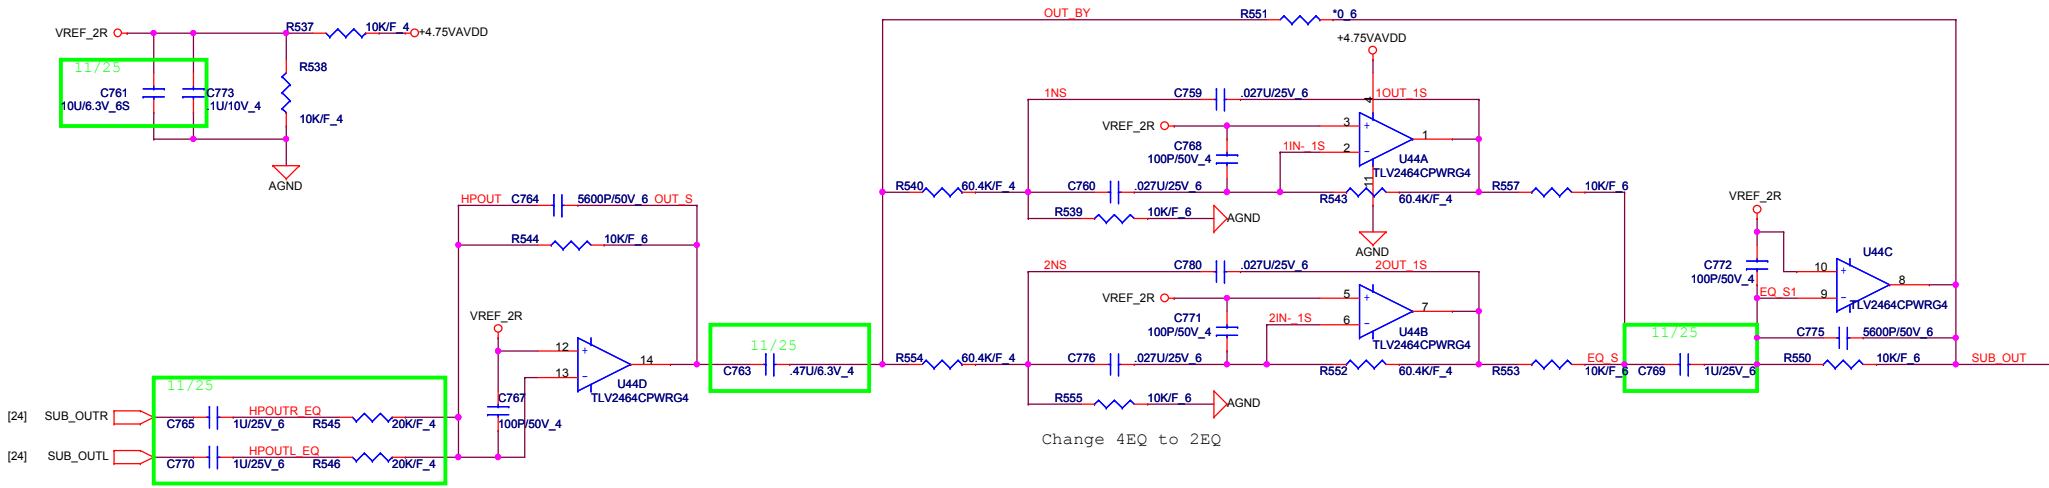 VREF_2R
R537
10K/F_4
+4.75VAVDD
11/25
C761
10U/6.3V_6S
C773
.1U/10V_4
R538
10K/F_4
AGND
OUT_BY
R551
*0_6
+4.75VAVDD
1NS
C759
.027U/25V_6
1OUT_1S
4
VREF_2R
3
+
1
C768
100P/50V_4
1IN-_1S
2
−
U44A
TLV2464CPWRG4
11
R540
60.4K/F_4
C760
.027U/25V_6
R543
60.4K/F_4
R557
10K/F_6
R539
10K/F_6
AGND
AGND
HPOUT
C764
5600P/50V_6
OUT_S
R544
10K/F_6
VREF_2R
12
+
14
13
−
U44D
TLV2464CPWRG4
C767
100P/50V_4
11/25
C763
.47U/6.3V_4
2NS
C780
.027U/25V_6
2OUT_1S
VREF_2R
5
+
7
C771
100P/50V_4
2IN-_1S
6
−
U44B
TLV2464CPWRG4
R554
60.4K/F_4
C776
.027U/25V_6
R552
60.4K/F_4
R553
10K/F_6
R555
10K/F_6
AGND
Change 4EQ to 2EQ
VREF_2R
C772
100P/50V_4
10
+
U44C
8
EQ_S1
9
−
TLV2464CPWRG4
11/25
EQ_S
C769
1U/25V_6
C775
5600P/50V_6
R550
10K/F_6
SUB_OUT
11/25
[24]
SUB_OUTR
C765
1U/25V_6
HPOUTR_EQ
R545
20K/F_4
[24]
SUB_OUTL
C770
1U/25V_6
HPOUTL_EQ
R546
20K/F_4